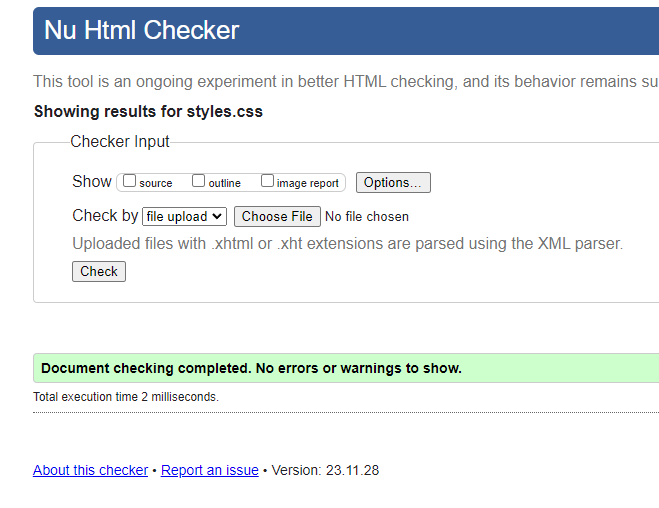 Nu Html Checker
This tool is an ongoing experiment in better HTML checking, and its behavior remains su
Showing results for styles.css
Checker Input
Show source outline image report Options...
Check by file upload Choose File No file chosen
Uploaded files with .xhtml or .xht extensions are parsed using the XML parser.
Check
Document checking completed. No errors or warnings to show.
Total execution time 2 milliseconds.
About this checker • Report an issue • Version: 23.11.28